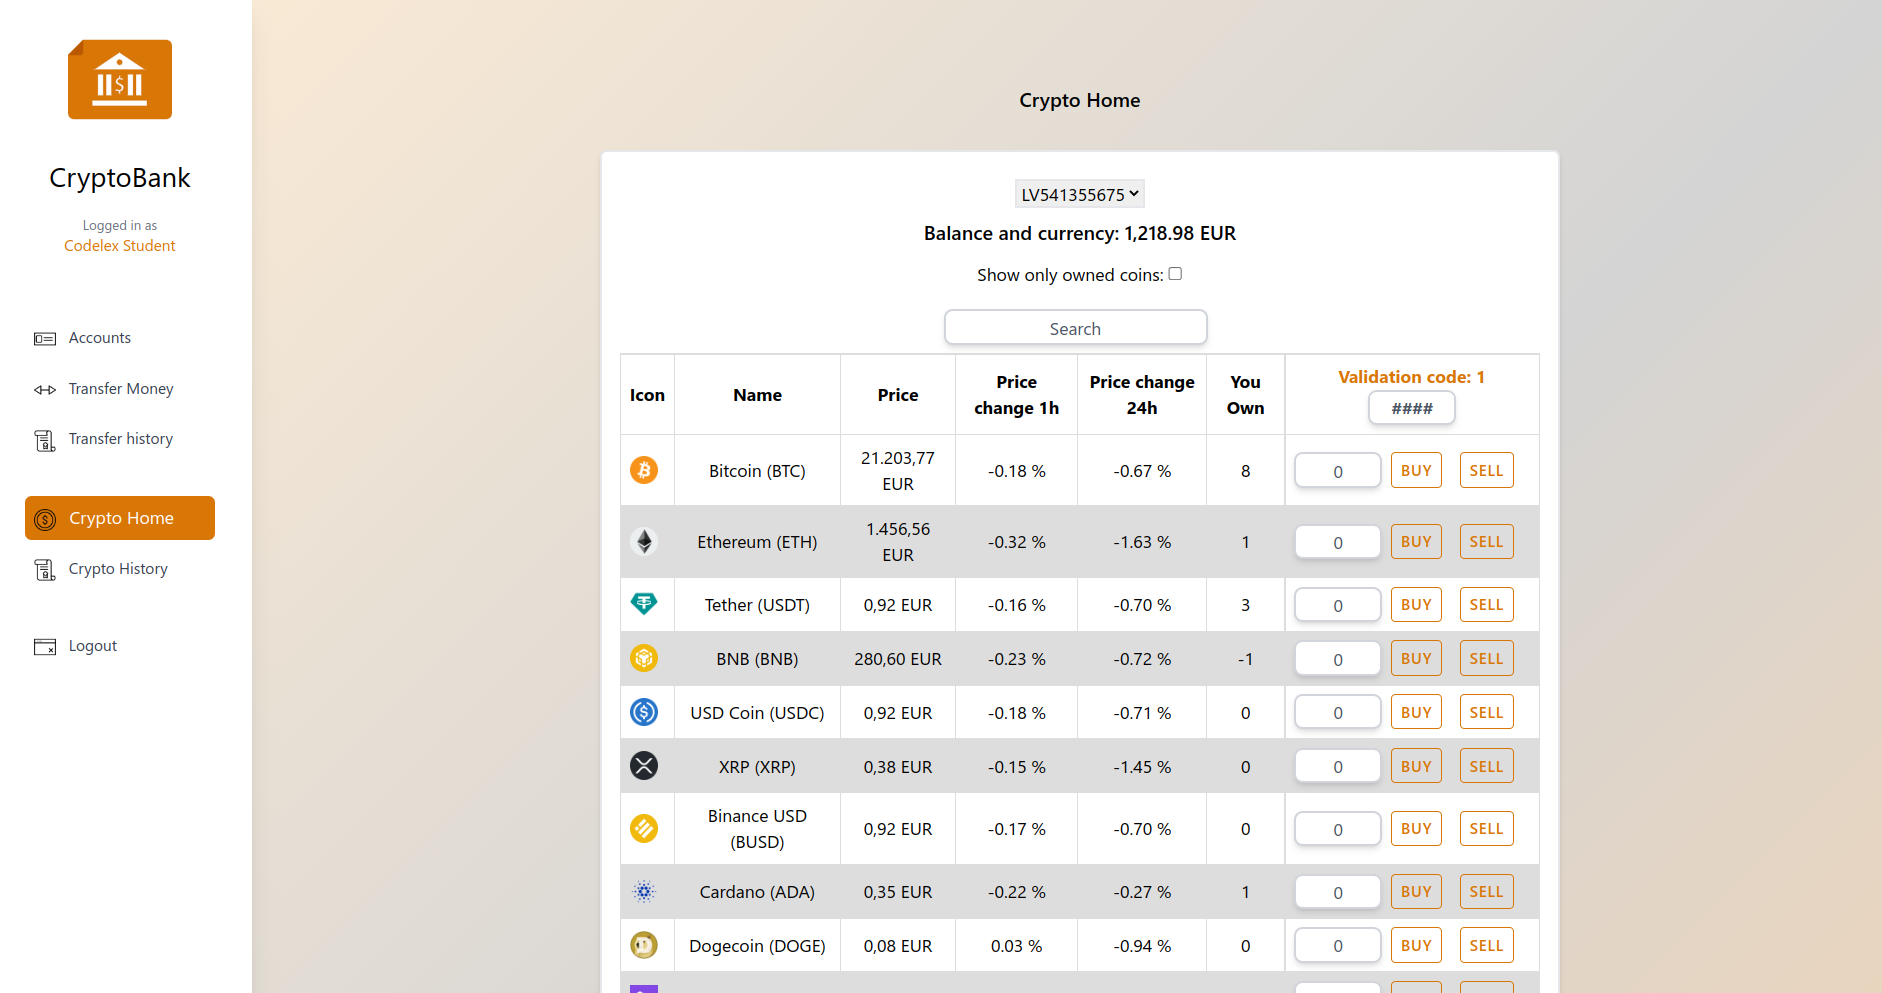 CryptoBank
Logged in as
Codelex Student
Accounts
Transfer Money
Transfer history
Crypto Home
Crypto History
Logout
Crypto Home
LV541355675
Balance and currency: 1,218.98 EUR
Show only owned coins:
Search
Icon Name Price Price change 1h Price change 24h You Own Validation code: 1
####
Bitcoin (BTC) 21.203,77 EUR -0.18 % -0.67 % 8 0 BUY SELL
Ethereum (ETH) 1.456,56 EUR -0.32 % -1.63 % 1 0 BUY SELL
Tether (USDT) 0,92 EUR -0.16 % -0.70 % 3 0 BUY SELL
BNB (BNB) 280,60 EUR -0.23 % -0.72 % -1 0 BUY SELL
USD Coin (USDC) 0,92 EUR -0.18 % -0.71 % 0 0 BUY SELL
XRP (XRP) 0,38 EUR -0.15 % -1.45 % 0 0 BUY SELL
Binance USD (BUSD) 0,92 EUR -0.17 % -0.70 % 0 0 BUY SELL
Cardano (ADA) 0,35 EUR -0.22 % -0.27 % 1 0 BUY SELL
Dogecoin (DOGE) 0,08 EUR 0.03 % -0.94 % 0 0 BUY SELL